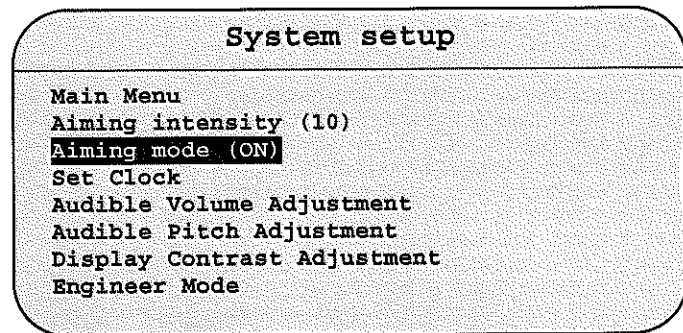 System setup
Main Menu
Aiming intensity (10)
Aiming mode (ON)
Set Clock
Audible Volume Adjustment
Audible Pitch Adjustment
Display Contrast Adjustment
Engineer Mode